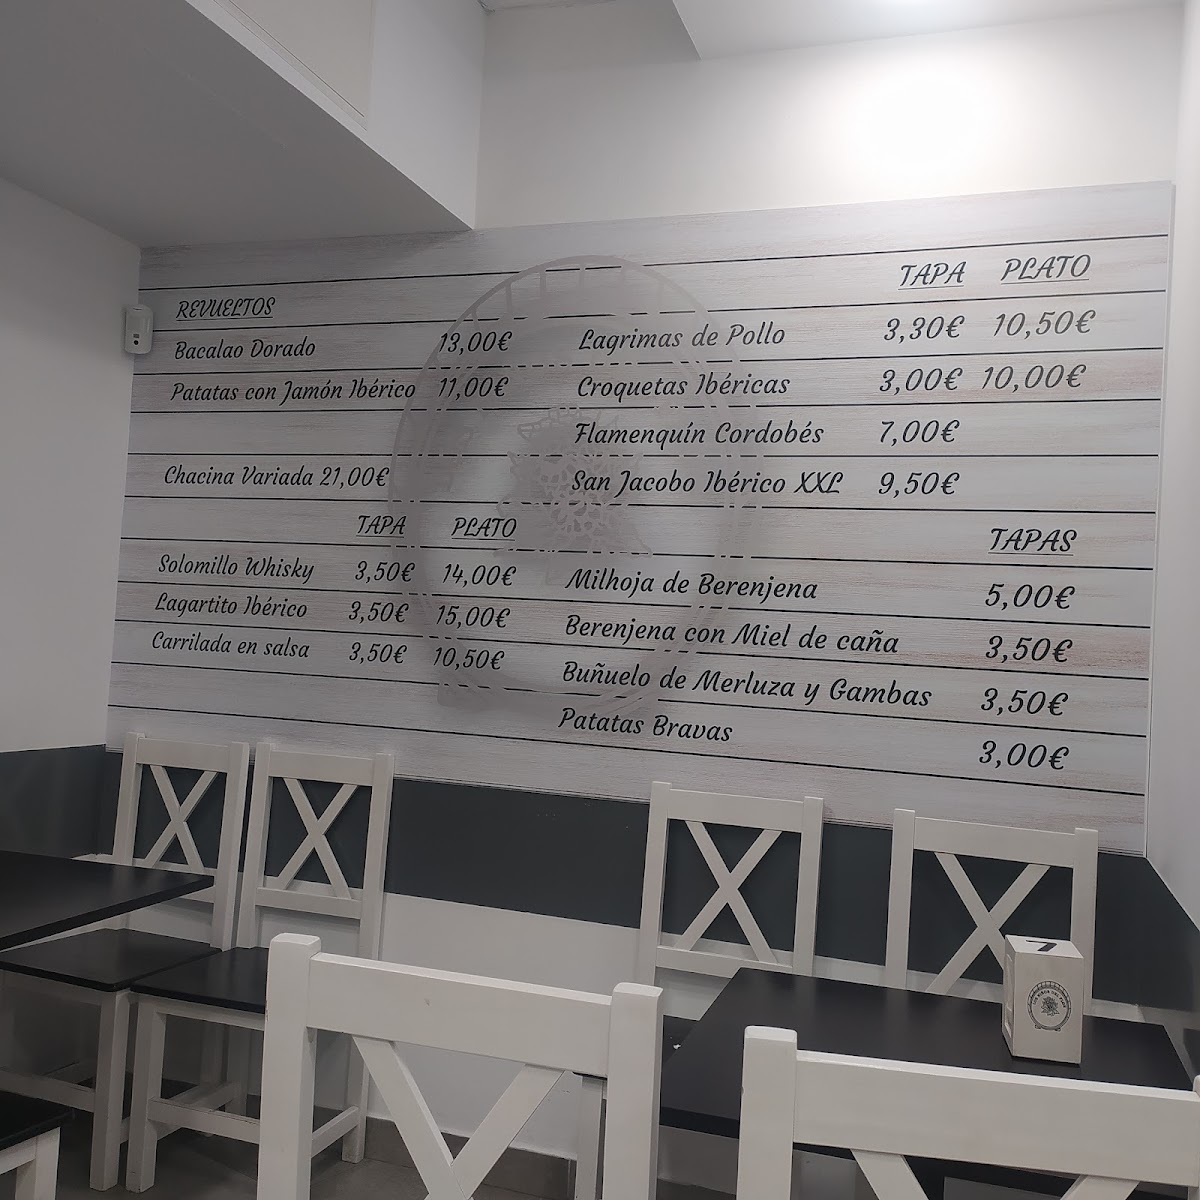 REVUELTOS
Bacalao Dorado 13,00€
Patatas con Jamón Ibérico 11,00€
Chacina Variada 21,00€
TAPA PLATO
Solomillo Whisky 3,50€ 14,00€
Lagartito Ibérico 3,50€ 15,00€
Carrilada en salsa 3,50€ 10,50€
TAPA PLATO
Lagrimas de Pollo 3,30€ 10,50€
Croquetas Ibéricas 3,00€ 10,00€
Flamenquín Cordobés 7,00€
San Jacobo Ibérico XXL 9,50€
TAPAS
Milhoja de Berenjena 5,00€
Berenjena con Miel de caña 3,50€
Buñuelo de Merluza y Gambas 3,50€
Patatas Bravas 3,00€